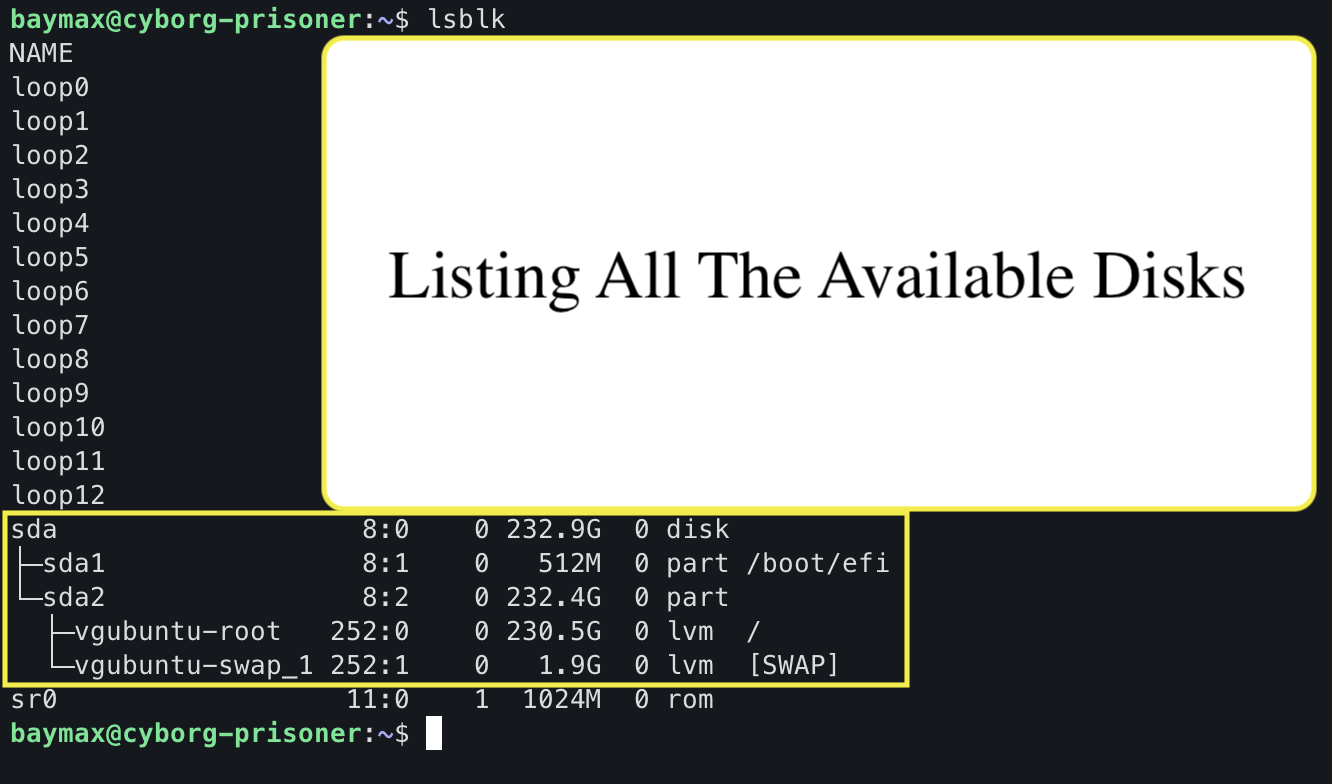 baymax@cyborg-prisoner:~$ lsblk
NAME
loop0
loop1
loop2
loop3
loop4
loop5
Listing All The Available Disks
loop6
loop7
loop8
loop9
loop10
loop11
loop12
sda                   8:0    0 232.9G  0 disk
├─sda1                8:1    0   512M  0 part /boot/efi
└─sda2                8:2    0 232.4G  0 part
  ├─vgubuntu-root   252:0    0 230.5G  0 lvm  /
  └─vgubuntu-swap_1 252:1    0   1.9G  0 lvm  [SWAP]
sr0                  11:0    1  1024M  0 rom
baymax@cyborg-prisoner:~$